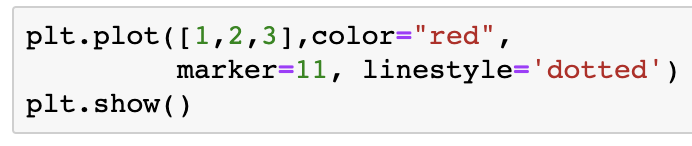 plt.plot([1,2,3],color="red",
marker=11, linestyle='dotted')
plt.show()